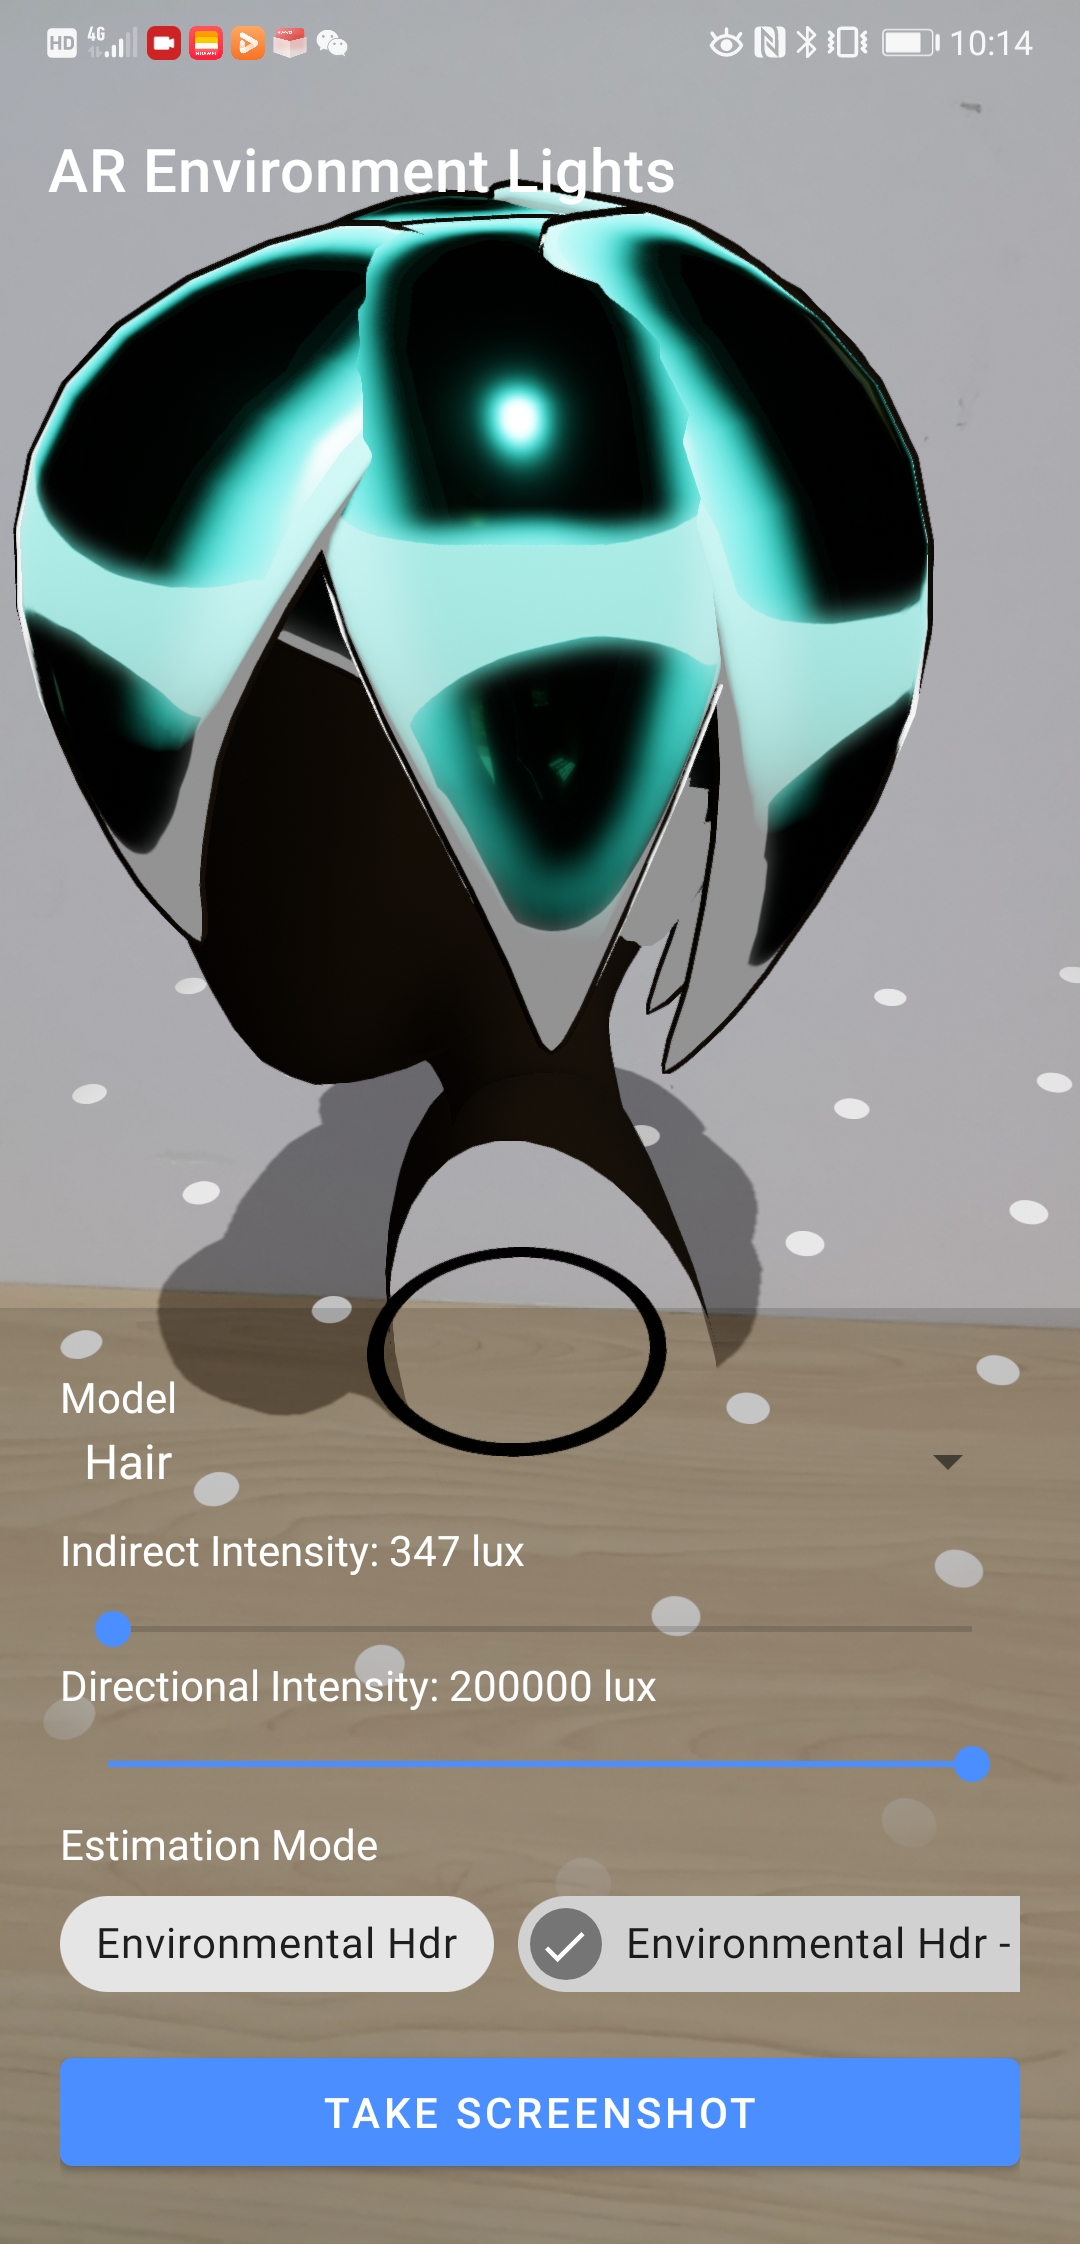 HD 4G 10:14
AR Environment Lights
Model
Hair
Indirect Intensity: 347 lux
Directional Intensity: 200000 lux
Estimation Mode
Environmental Hdr
Environmental Hdr -
TAKE SCREENSHOT